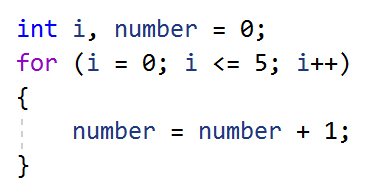 int i, number = 0;
for (i = 0; i <= 5; i++)
{
    number = number + 1;
}